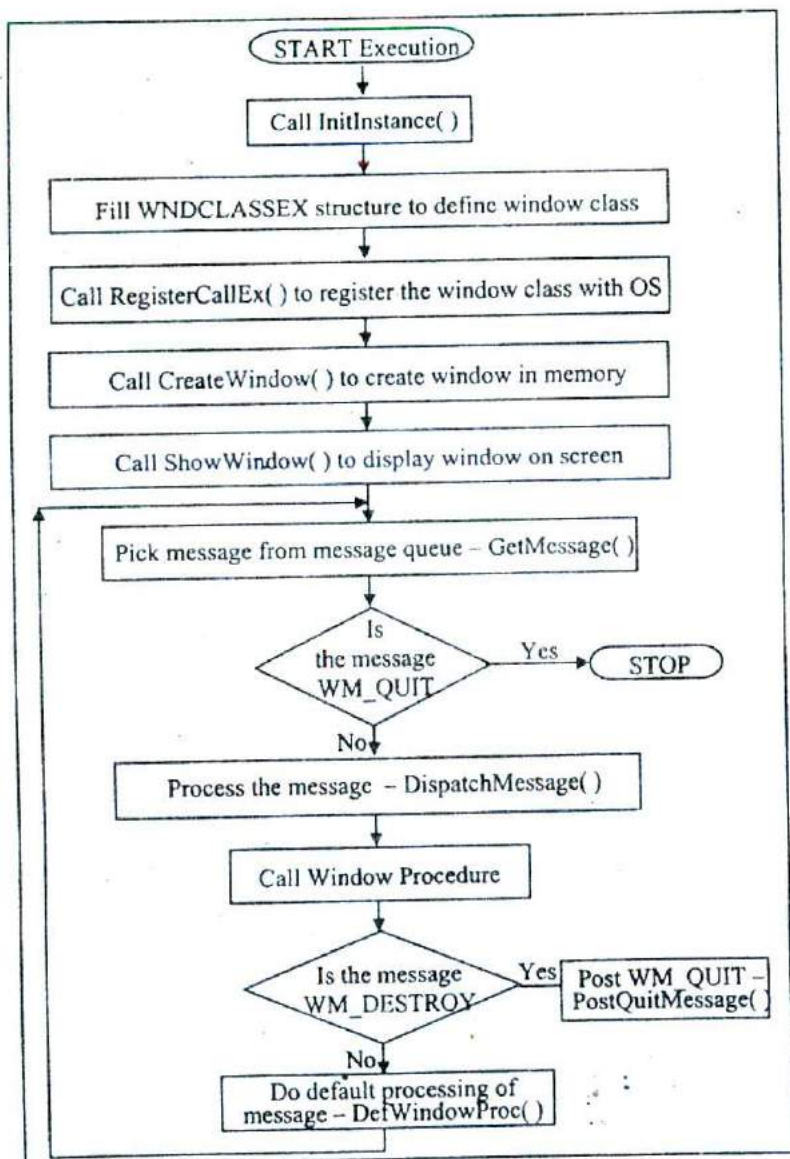 START Execution
Call InitInstance( )
Fill WNDCLASSEX structure to define window class
Call RegisterCallEx( ) to register the window class with OS
Call CreateWindow( ) to create window in memory
Call ShowWindow( ) to display window on screen
Pick message from message queue – GetMessage( )
Is
the message
WM_QUIT
Yes
STOP
No
Process the message – DispatchMessage( )
Call Window Procedure
Is the message
WM_DESTROY
Yes
Post WM_QUIT –
PostQuitMessage( )
No
Do default processing of
message – DefWindowProc( )